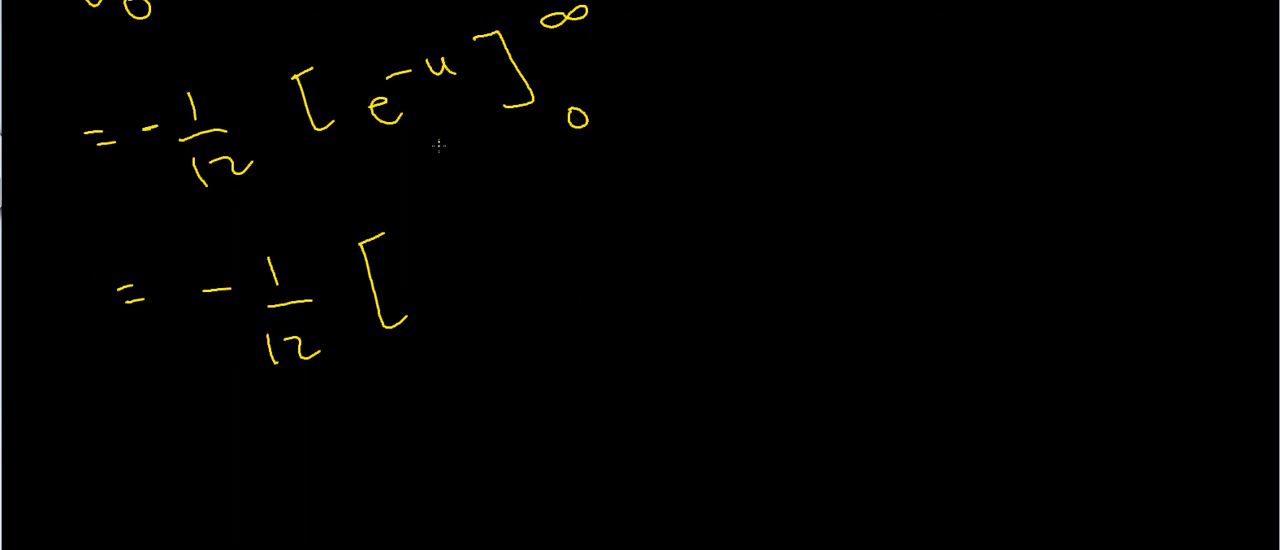 = - 1/12 [ e^{-u} ]_0^∞
= - 1/12 [